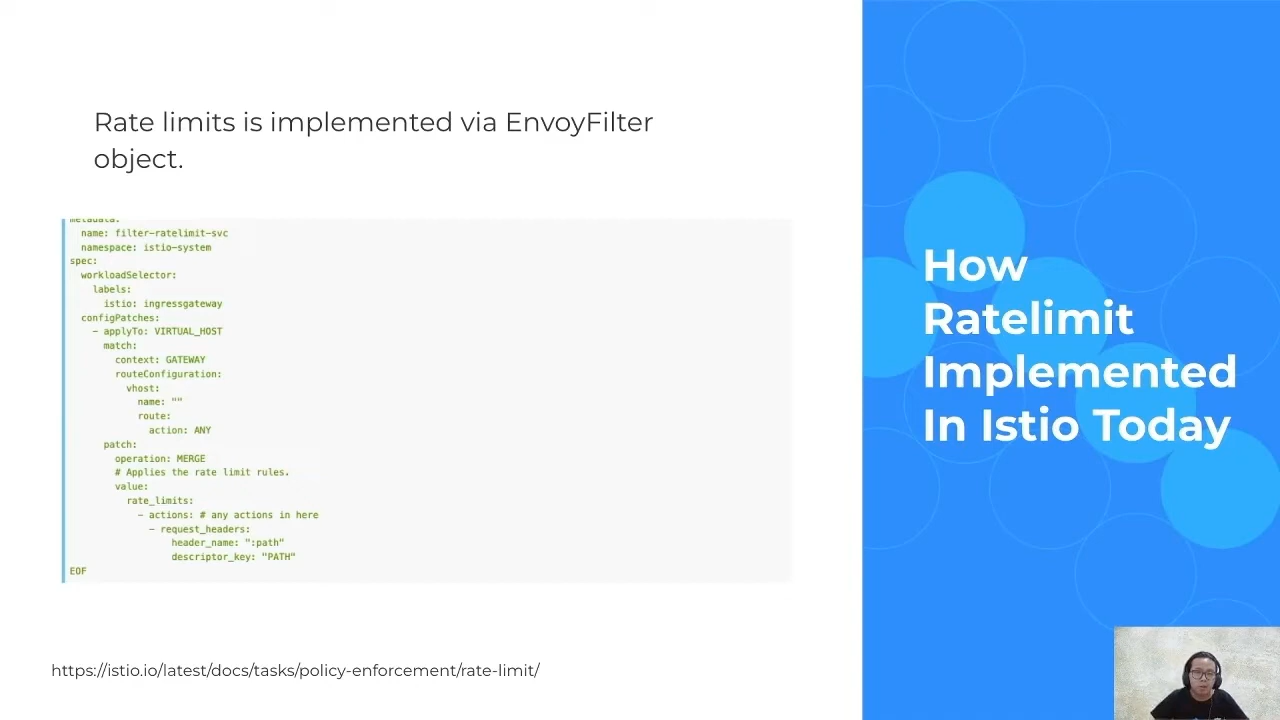 Rate limits is implemented via EnvoyFilter
object.
metadata:
name: filter-ratelimit-svc
namespace: istio-system
spec:
workloadSelector:
labels:
istio: ingressgateway
configPatches:
- applyTo: VIRTUAL_HOST
match:
context: GATEWAY
routeConfiguration:
vhost:
name: ""
route:
action: ANY
patch:
operation: MERGE
# Applies the rate limit rules.
value:
rate_limits:
- actions: # any actions in here
- request_headers:
header_name: ":path"
descriptor_key: "PATH"
EOF
https://istio.io/latest/docs/tasks/policy-enforcement/rate-limit/
How
Ratelimit
Implemented
In Istio Today